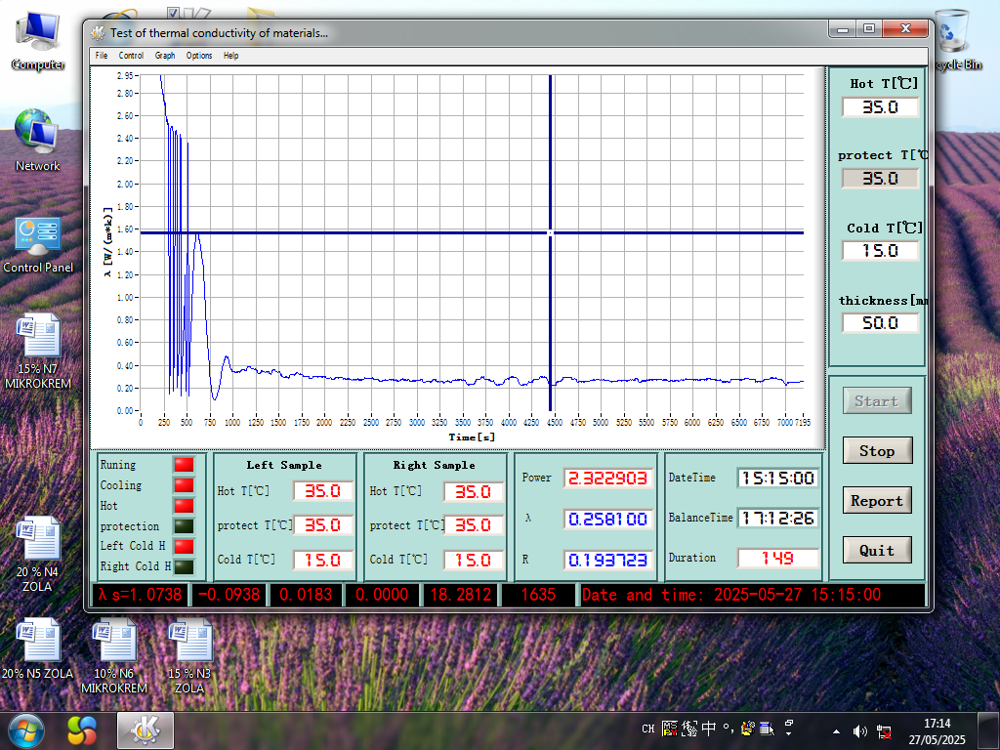 Test of thermal conductivity of materials...
File Control Graph Options Help
Computer
Network
Control Panel
15% N7
MIKROKREM
20 % N4
ZOLA
20% N5 ZOLA
10% N6
MIKROKREM
15 % N3
ZOLA
cycle Bin
λ [W/(m*k)]
2.95
2.80
2.60
2.40
2.20
2.00
1.80
1.60
1.40
1.20
1.00
0.80
0.60
0.40
0.20
0.00
0 250 500 750 1000 1250 1500 1750 2000 2250 2500 2750 3000 3250 3500 3750 4000 4250 4500 4750 5000 5250 5500 5750 6000 6250 6500 6750 7000 7195
Time[s]
Hot T[℃]
35.0
protect T[℃
35.0
Cold T[℃]
15.0
thickness[mm
50.0
Start
Stop
Report
Quit
Runing
Cooling
Hot
protection
Left Cold H
Right Cold H
Left Sample
Hot T[℃] 35.0
protect T[℃] 35.0
Cold T[℃] 15.0
Right Sample
Hot T[℃] 35.0
protect T[℃] 35.0
Cold T[℃] 15.0
Power 2.322903
λ 0.258100
R 0.193723
DateTime 15:15:00
BalanceTime 17:12:26
Duration 149
λ s=1.0738 -0.0938 0.0183 0.0000 18.2812 1635 Date and time: 2025-05-27 15:15:00
CH 中
17:14
27/05/2025